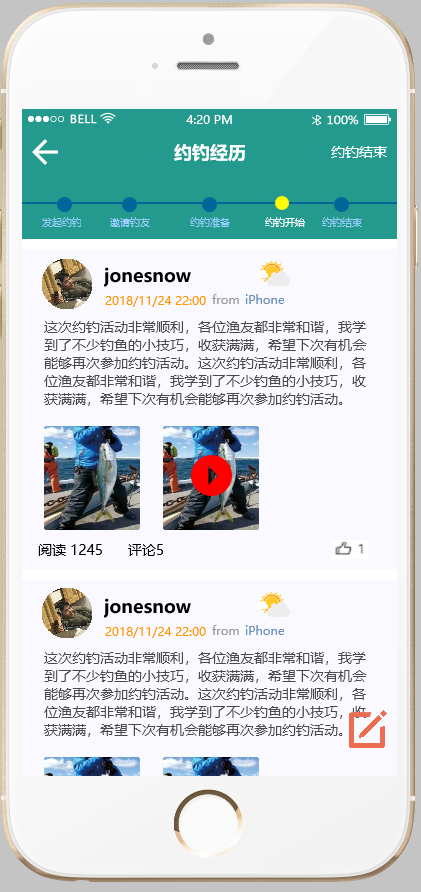 BELL 4:20 PM 100%
约钓经历 约钓结束
发起约钓 邀请钓友 约钓准备 约钓开始 约钓结束
jonesnow
2018/11/24 22:00 from iPhone
这次约钓活动非常顺利，各位渔友都非常和谐，我学
到了不少钓鱼的小技巧，收获满满，希望下次有机会
能够再次参加约钓活动。这次约钓活动非常顺利，各
位渔友都非常和谐，我学到了不少钓鱼的小技巧，收
获满满，希望下次有机会能够再次参加约钓活动。
阅读 1245 评论5 1
jonesnow
2018/11/24 22:00 from iPhone
这次约钓活动非常顺利，各位渔友都非常和谐，我学
到了不少钓鱼的小技巧，收获满满，希望下次有机会
能够再次参加约钓活动。这次约钓活动非常顺利，各
位渔友都非常和谐，我学到了不少钓鱼的小技巧，收
获满满，希望下次有机会能够再次参加约钓活动。